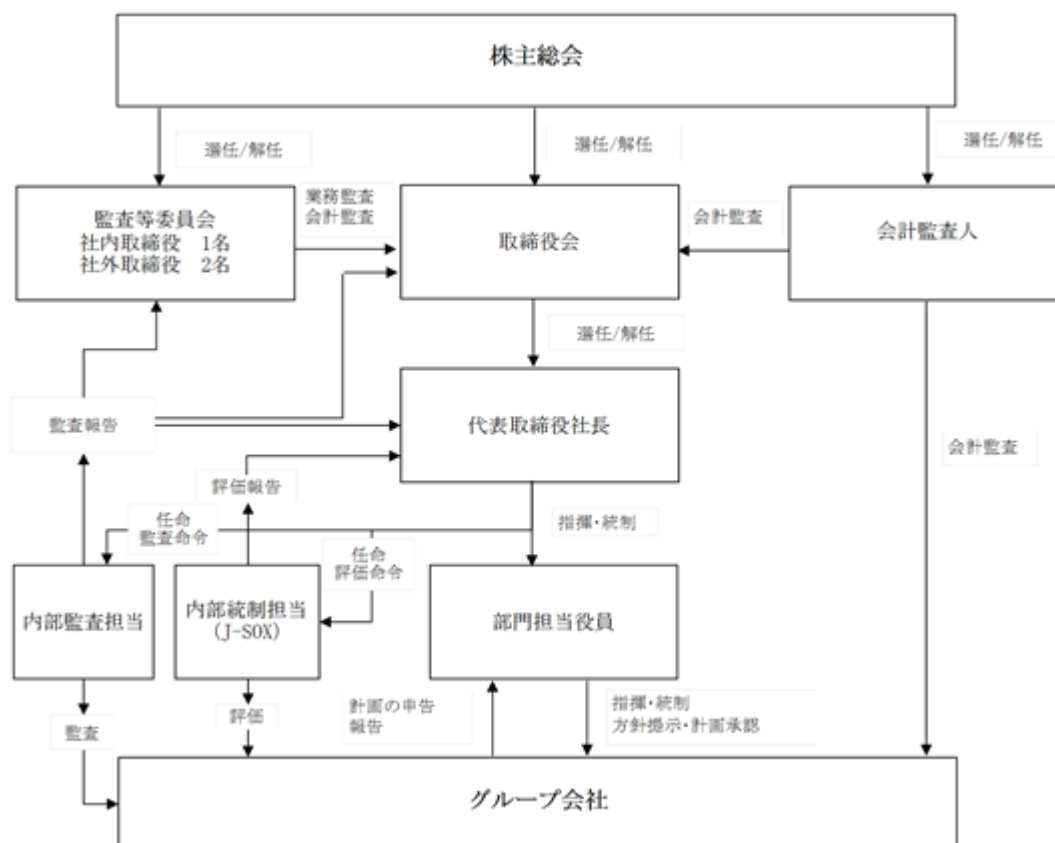 株主総会
選任/解任
選任/解任
選任/解任
監査等委員会
社内取締役 1名
社外取締役 2名
業務監査
会計監査
取締役会
会計監査
会計監査人
選任/解任
監査報告
代表取締役社長
会計監査
評価報告
任命
監査命令
指揮・統制
任命
評価命令
内部監査担当
内部統制担当
(J-SOX)
部門担当役員
監査
評価
計画の申告
報告
指揮・統制
方針提示・計画承認
グループ会社